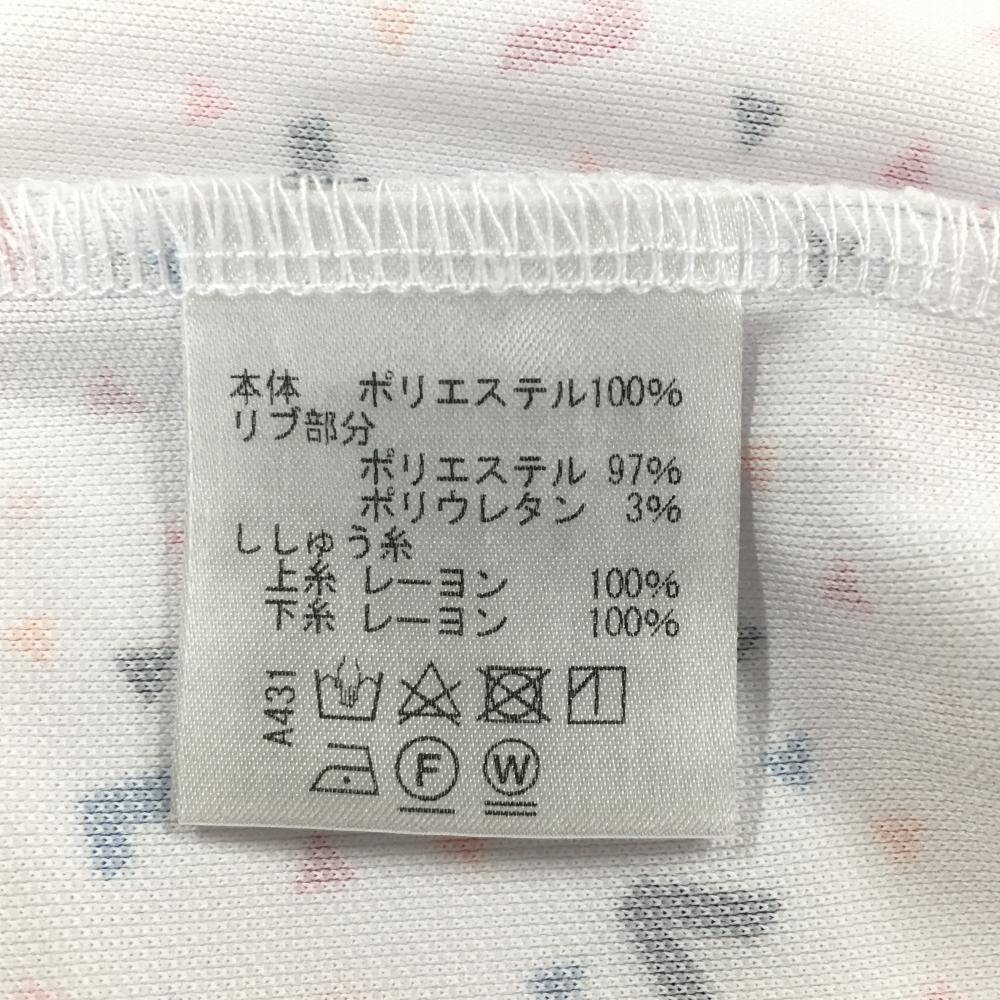 本体 ポリエステル100%
リブ部分
ポリエステル 97%
ポリウレタン 3%
ししゅう糸
上糸 レーヨン 100%
下糸 レーヨン 100%
A431
F W